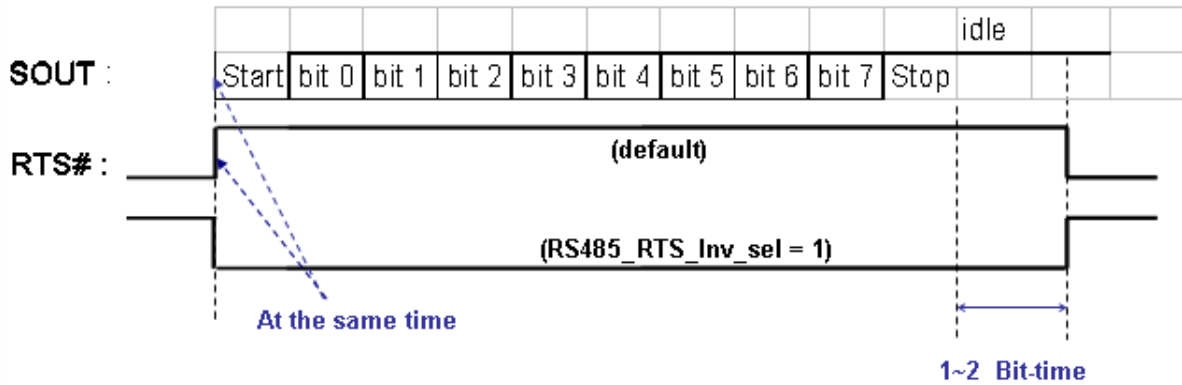 idle
SOUT :
Start bit 0 bit 1 bit 2 bit 3 bit 4 bit 5 bit 6 bit 7 Stop
(default)
RTS# :
(RS485_RTS_Inv_sel = 1)
At the same time
1~2 Bit-time